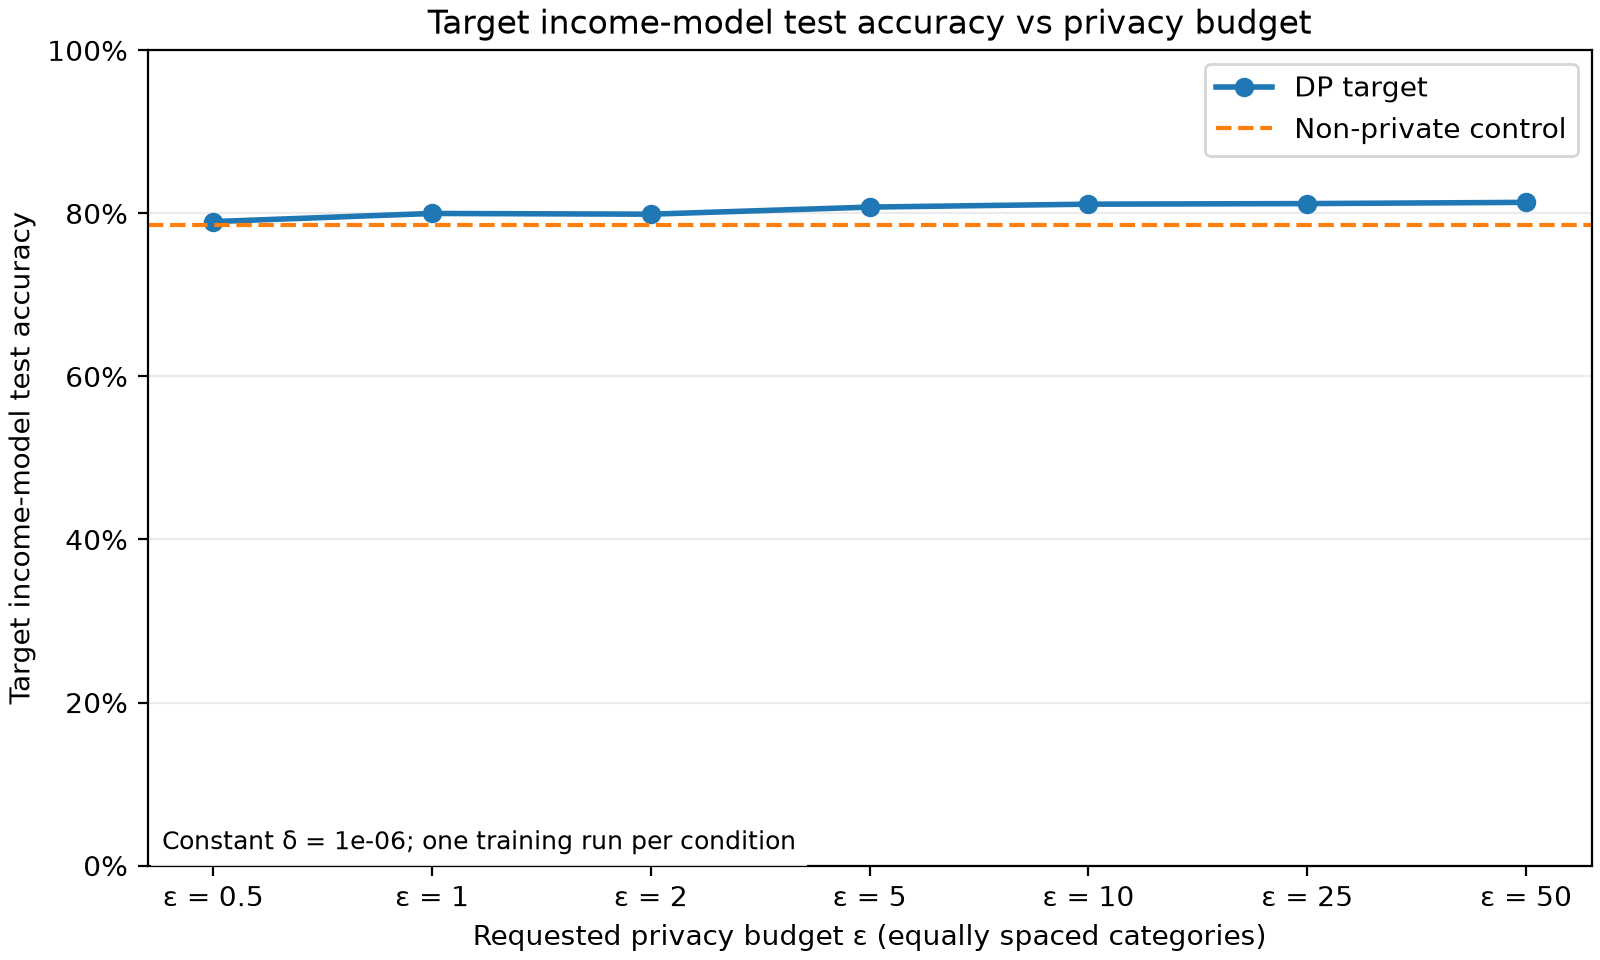 Target income-model test accuracy vs privacy budget
DP target
Non-private control
Target income-model test accuracy
100%
80%
60%
40%
20%
0%
Constant δ = 1e-06; one training run per condition
ε = 0.5
ε = 1
ε = 2
ε = 5
ε = 10
ε = 25
ε = 50
Requested privacy budget ε (equally spaced categories)